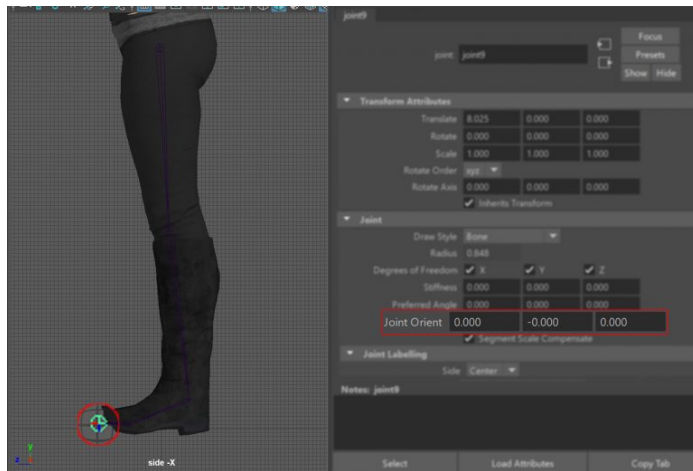 joint9
joint: joint9
Focus
Presets
Show Hide
Transform Attributes
Translate 8.025 0.000 0.000
Rotate 0.000 0.000 0.000
Scale 1.000 1.000 1.000
Rotate Order xyz
Rotate Axis 0.000 0.000 0.000
Inherits Transform
Joint
Draw Style Bone
Radius 0.848
Degrees of Freedom X Y Z
Stiffness 0.000 0.000 0.000
Preferred Angle 0.000 0.000 0.000
Joint Orient 0.000 -0.000 0.000
Segment Scale Compensate
Joint Labelling
Side Center
Notes: joint9
y
z
side -X
Select Load Attributes Copy Tab